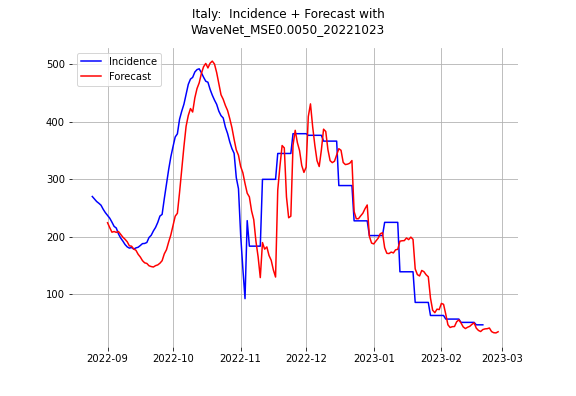 Italy:  Incidence + Forecast with
WaveNet_MSE0.0050_20221023
Incidence
Forecast
500
400
300
200
100
2022-09 2022-10 2022-11 2022-12 2023-01 2023-02 2023-03